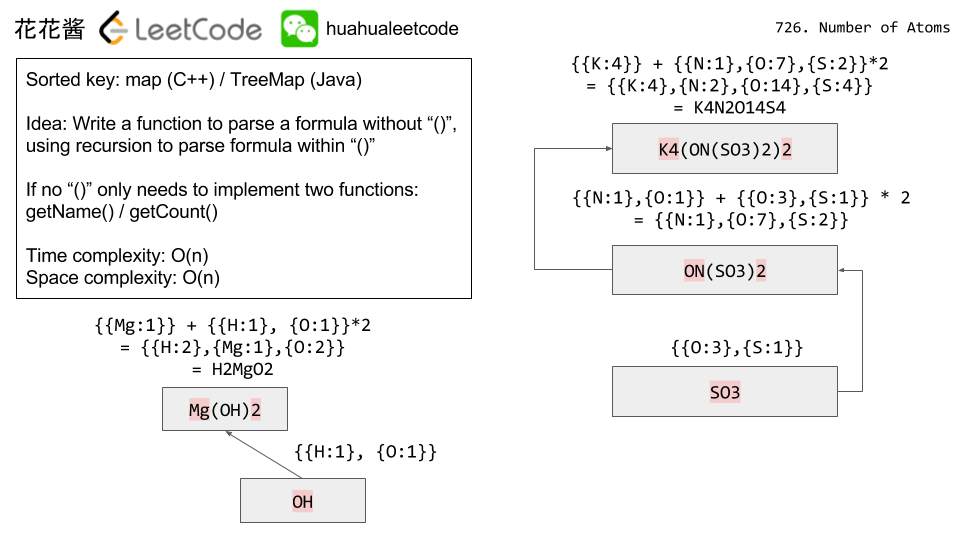 花花酱 LeetCode huahualeetcode
726. Number of Atoms
Sorted key: map (C++) / TreeMap (Java)
Idea: Write a function to parse a formula without “()”,
using recursion to parse formula within “()”
If no “()” only needs to implement two functions:
getName() / getCount()
Time complexity: O(n)
Space complexity: O(n)
{{Mg:1}} + {{H:1}, {O:1}}*2
= {{H:2},{Mg:1},{O:2}}
= H2MgO2
Mg(OH)2
{{H:1}, {O:1}}
OH
{{K:4}} + {{N:1},{O:7},{S:2}}*2
= {{K:4},{N:2},{O:14},{S:4}}
= K4N2O14S4
K4(ON(SO3)2)2
{{N:1},{O:1}} + {{O:3},{S:1}} * 2
= {{N:1},{O:7},{S:2}}
ON(SO3)2
{{O:3},{S:1}}
SO3